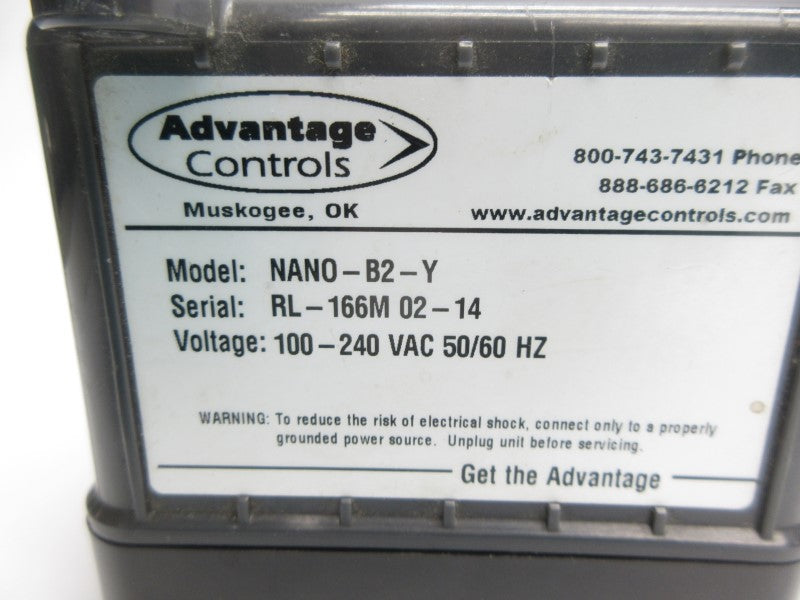 Advantage
Controls
Muskogee, OK
800-743-7431 Phone
888-686-6212 Fax
www.advantagecontrols.com
Model: NANO-B2-Y
Serial: RL-166M 02-14
Voltage: 100-240 VAC 50/60 HZ
WARNING: To reduce the risk of electrical shock, connect only to a properly
grounded power source. Unplug unit before servicing.
Get the Advantage